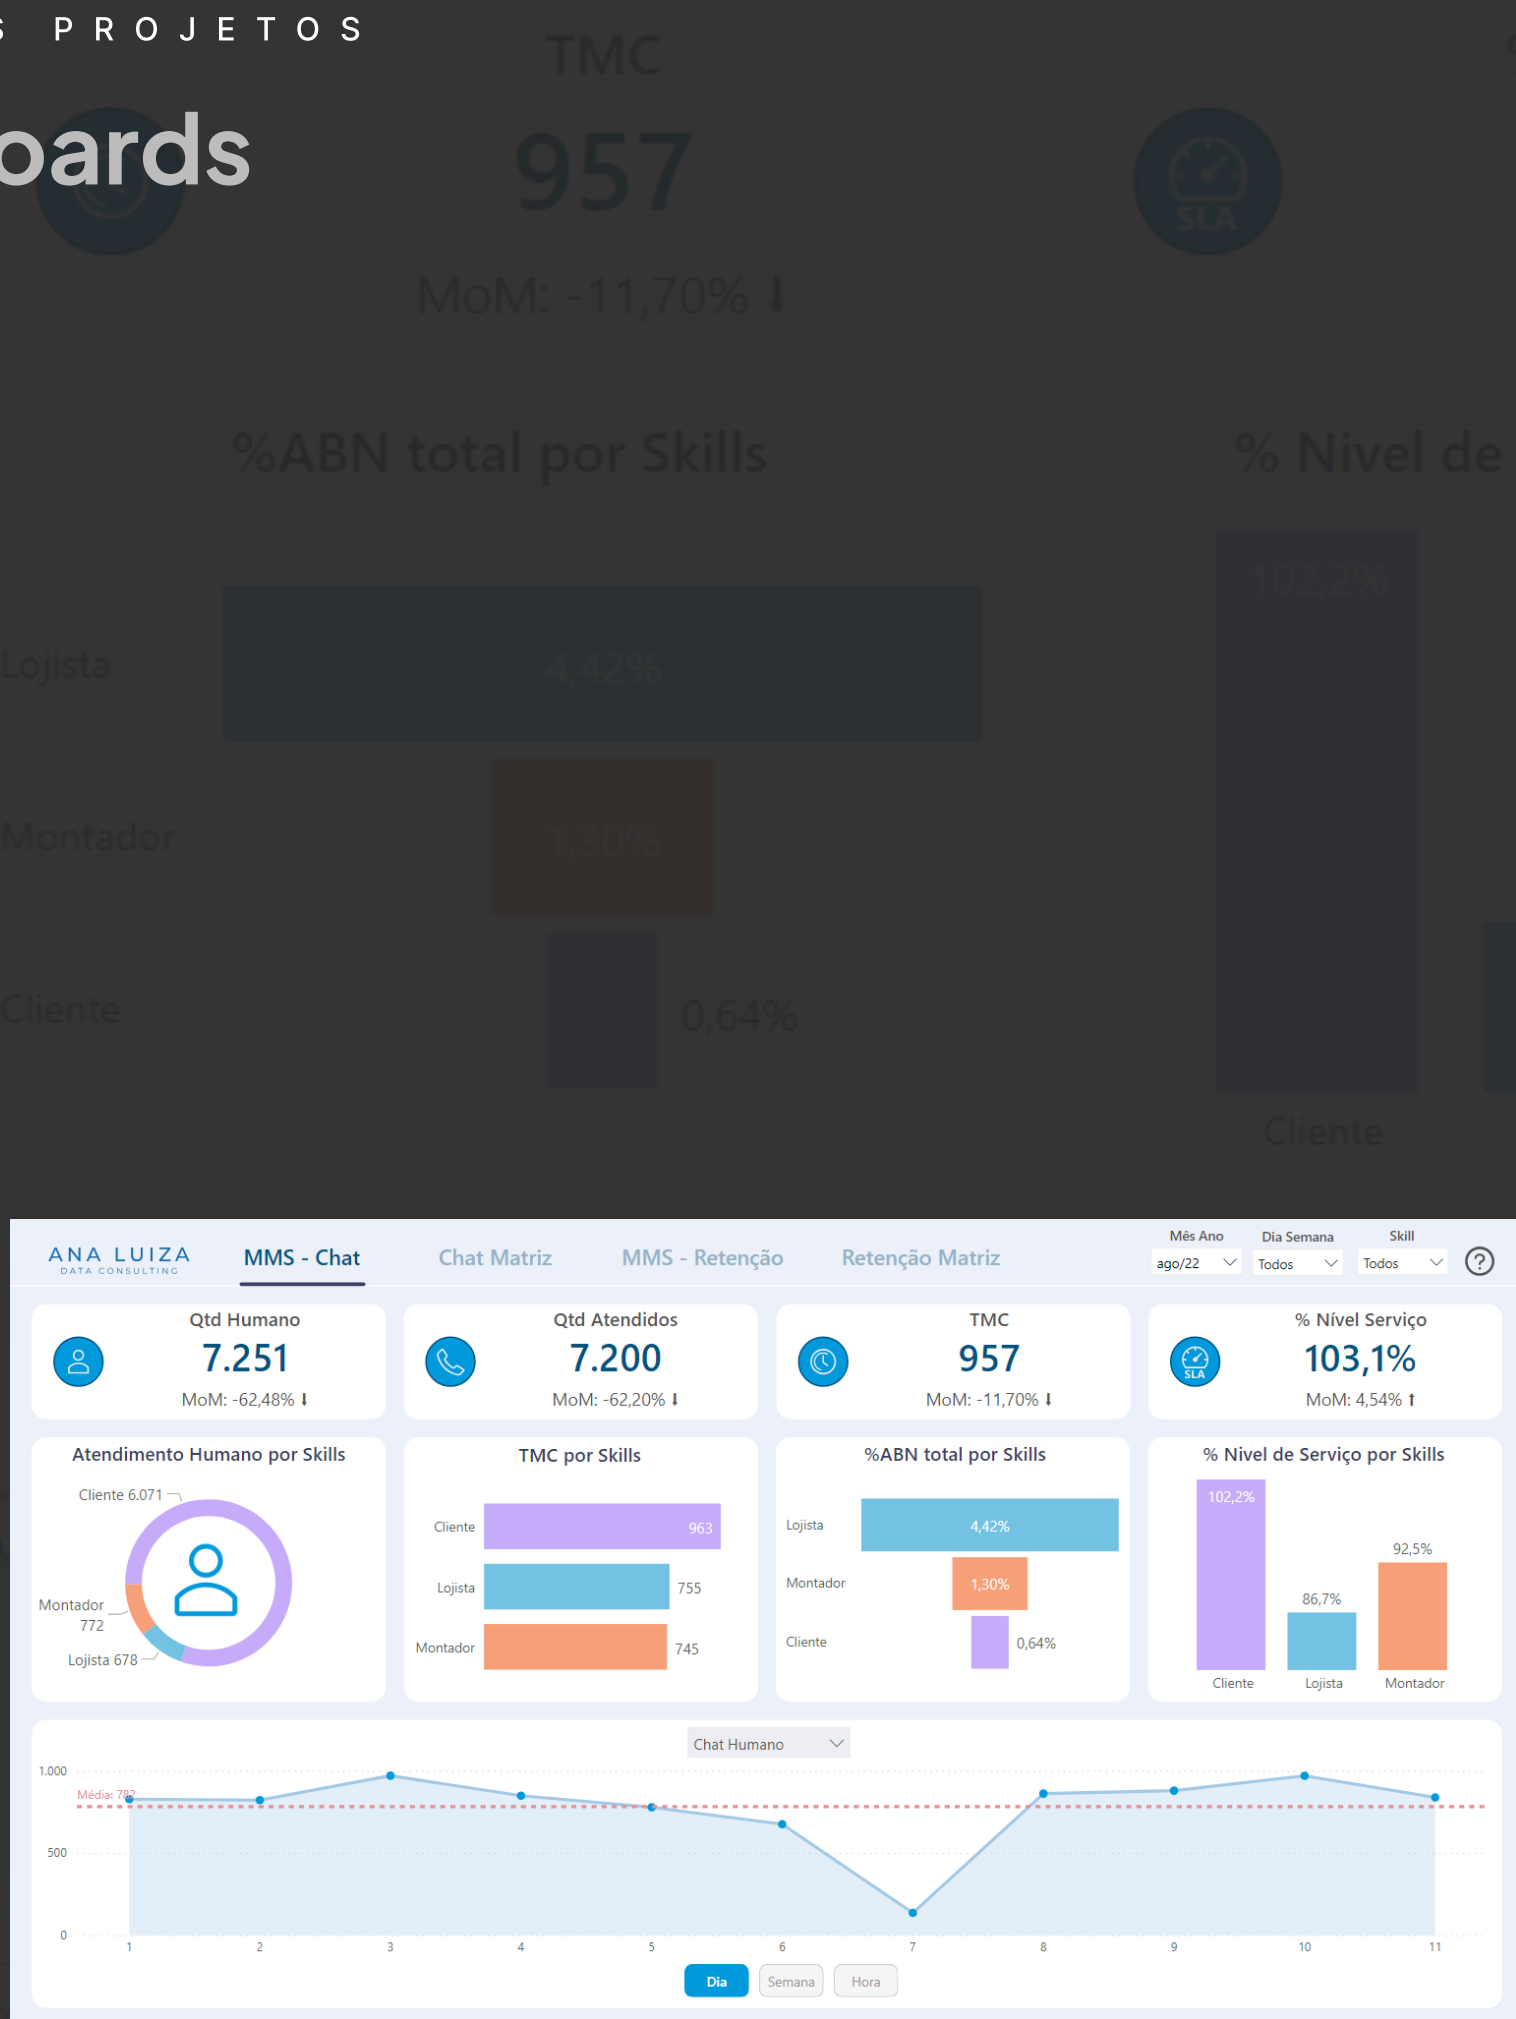 S PROJETOS
oards
TMC
957
MoM: -11,70% ⬇
SLA
%ABN total por Skills
Lojista
4,42%
Montador
1,30%
Cliente
0,64%
% Nivel de
102,2%
Cliente
ANA LUIZA
DATA CONSULTING
MMS - Chat
Chat Matriz
MMS - Retenção
Retenção Matriz
Mês Ano
ago/22
Dia Semana
Todos
Skill
Todos
?
Qtd Humano
7.251
MoM: -62,48% ⬇
Qtd Atendidos
7.200
MoM: -62,20% ⬇
TMC
957
MoM: -11,70% ⬇
SLA
% Nível Serviço
103,1%
MoM: 4,54% ⬆
Atendimento Humano por Skills
Cliente 6.071
Montador
772
Lojista 678
TMC por Skills
Cliente
963
Lojista
755
Montador
745
%ABN total por Skills
Lojista
4,42%
Montador
1,30%
Cliente
0,64%
% Nivel de Serviço por Skills
102,2%
86,7%
92,5%
Cliente
Lojista
Montador
Chat Humano
1.000
Média: 782
500
0
1 2 3 4 5 6 7 8 9 10 11
Dia
Semana
Hora